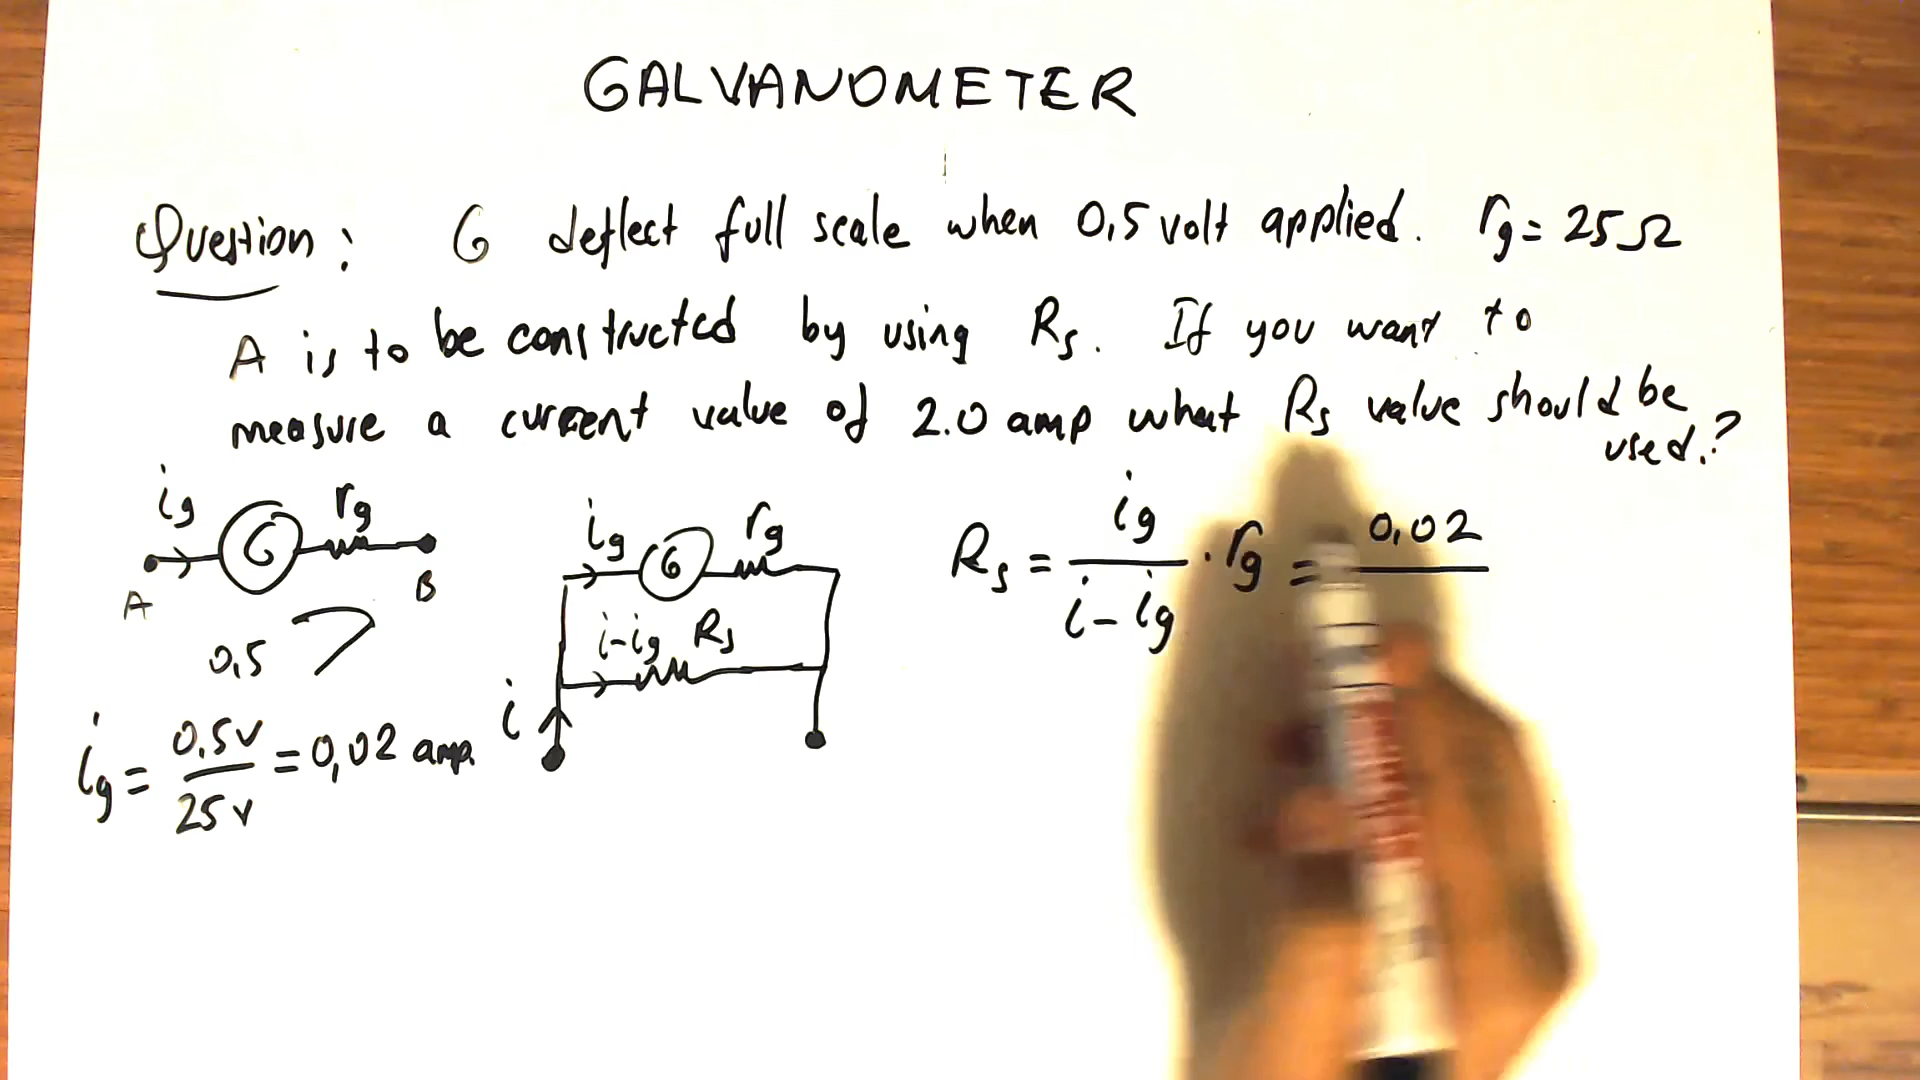 GALVANOMETER
Question: G deflect full scale when 0,5 volt applied. rg = 25Ω
A is to be constructed by using Rs. If you want to
measure a current value of 2.0 amp what Rs value should be
used.?
ig G rg
A B
0,5
ig = 0.5V / 25V = 0,02 amp.
ig G rg
i-ig Rs
i
Rs = ig / i-ig . rg = 0,02